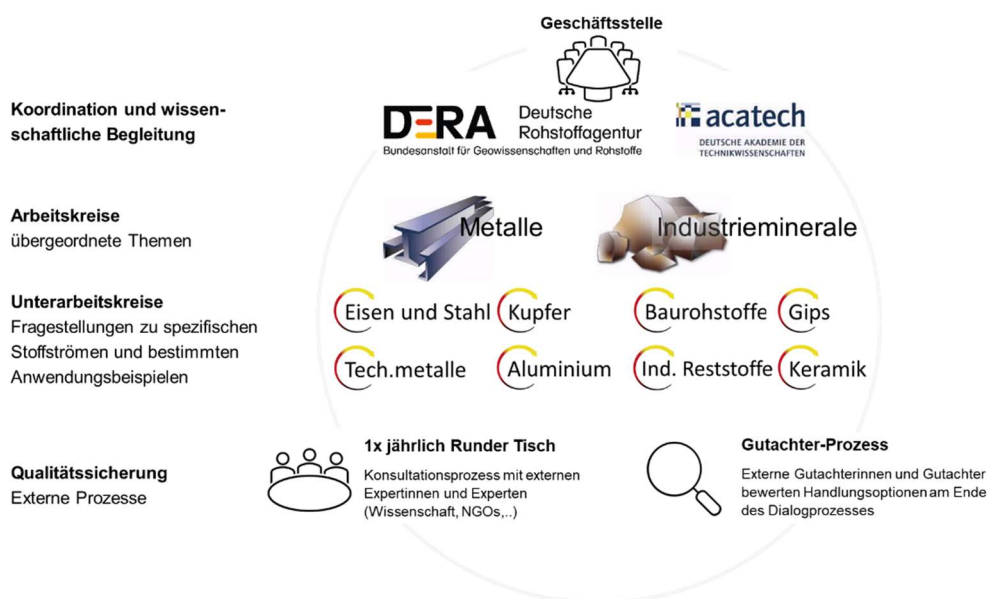 Geschäftsstelle
Koordination und wissen-
schaftliche Begleitung
DERA Deutsche
Rohstoffagentur
Bundesanstalt für Geowissenschaften und Rohstoffe
acatech
DEUTSCHE AKADEMIE DER
TECHNIKWISSENSCHAFTEN
Arbeitskreise
übergeordnete Themen
Metalle
Industrieminerale
Unterarbeitskreise
Fragestellungen zu spezifischen
Stoffströmen und bestimmten
Anwendungsbeispielen
Eisen und Stahl
Kupfer
Baurohstoffe
Gips
Tech.metalle
Aluminium
Ind. Reststoffe
Keramik
Qualitätssicherung
Externe Prozesse
1x jährlich Runder Tisch
Konsultationsprozess mit externen
Expertinnen und Experten
(Wissenschaft, NGOs,..)
Gutachter-Prozess
Externe Gutachterinnen und Gutachter
bewerten Handlungsoptionen am Ende
des Dialogprozesses